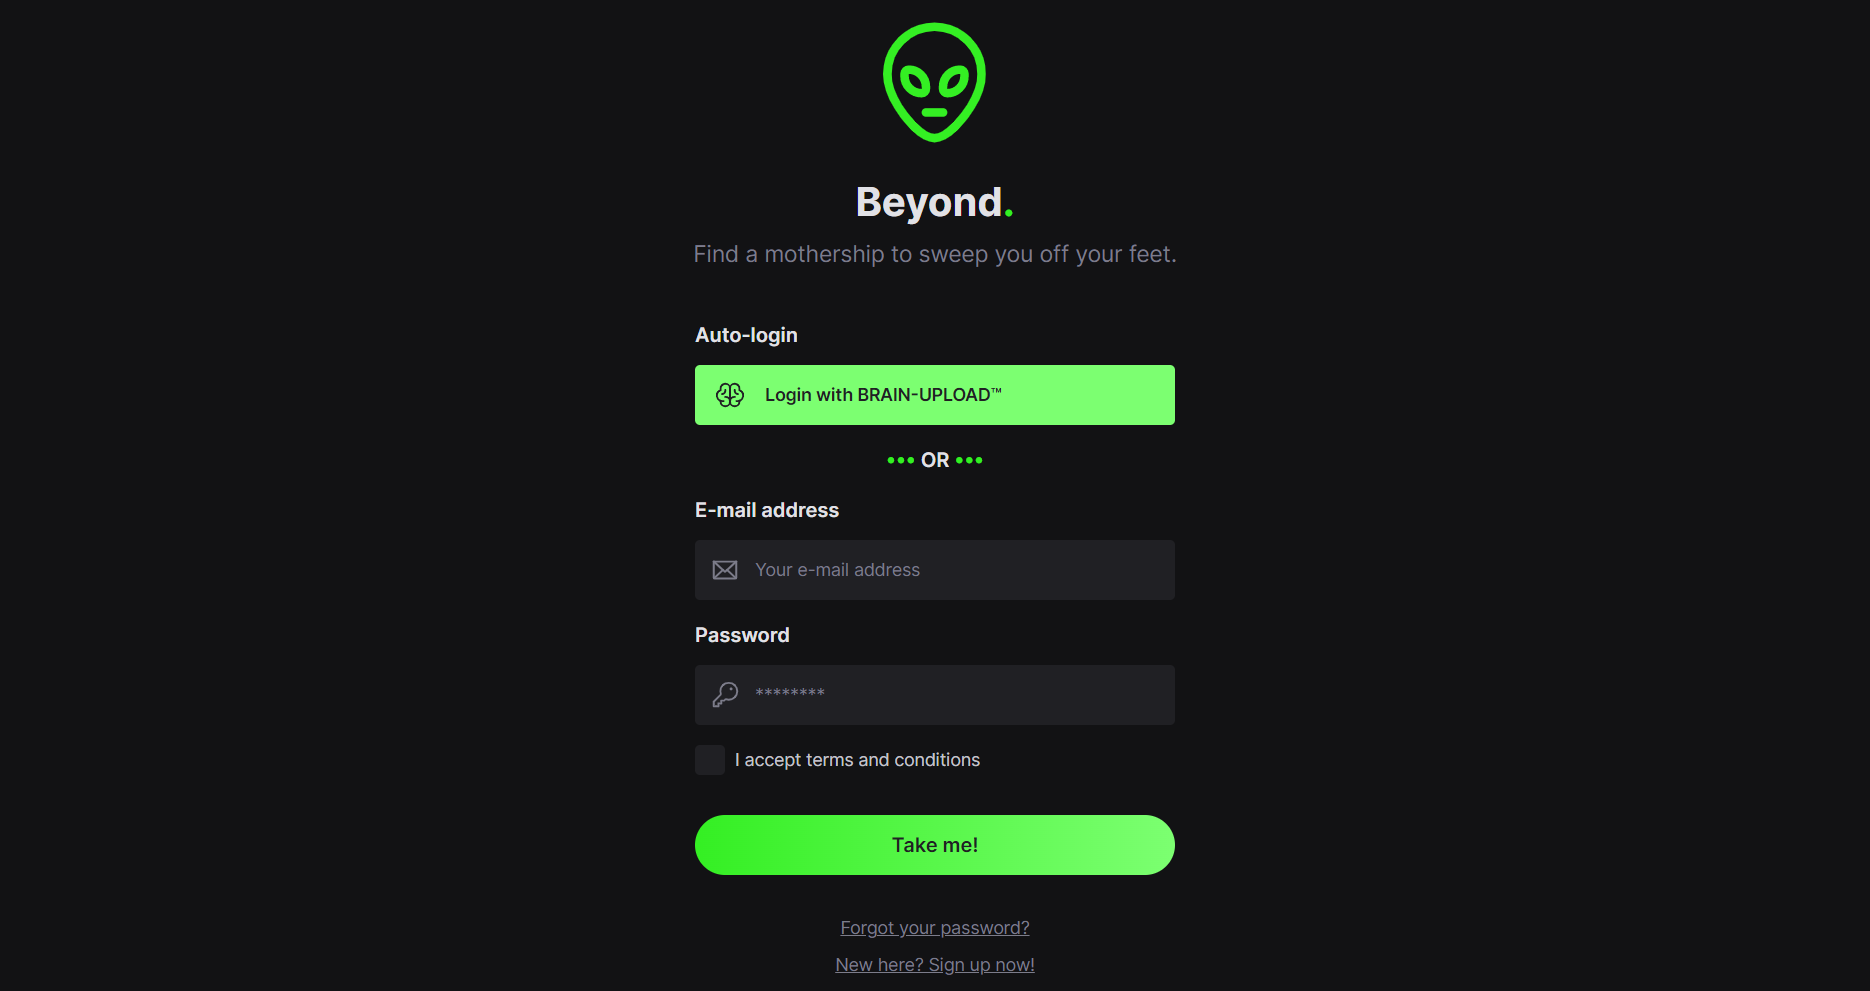 Beyond.
Find a mothership to sweep you off your feet.
Auto-login
Login with BRAIN-UPLOAD™
••• OR •••
E-mail address
Your e-mail address
Password
********
I accept terms and conditions
Take me!
Forgot your password?
New here? Sign up now!